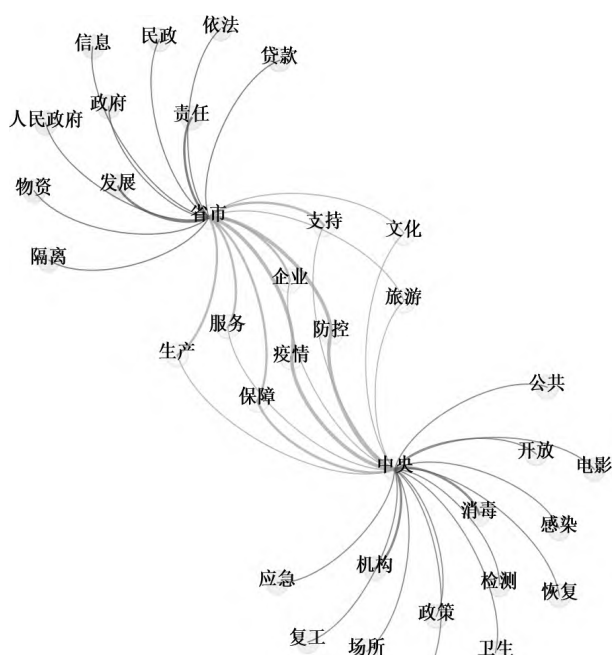 信息
民政
依法
贷款
人民政府
政府
责任
物资
发展
省市
支持
文化
隔离
企业
旅游
服务
防控
生产
疫情
保障
公共
中央
开放
电影
消毒
感染
应急
机构
检测
恢复
政策
复工
场所
卫生